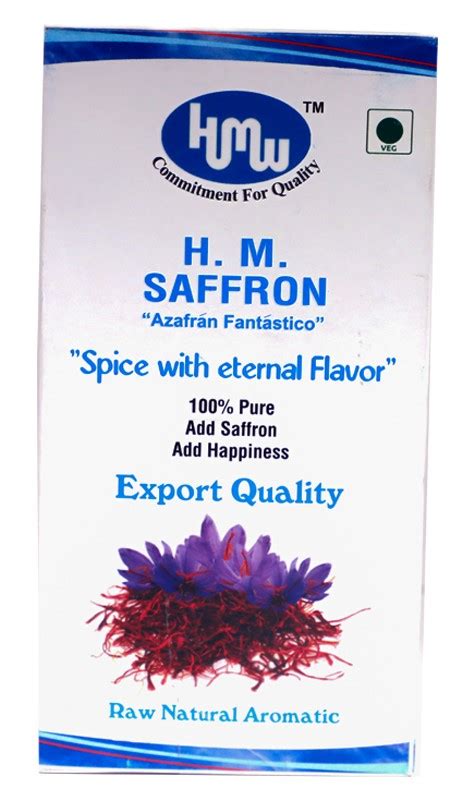 HMW
TM
VEG
Commitment For Quality
H. M.
SAFFRON
"Azafrán Fantástico"
"Spice with eternal Flavor"
100% Pure
Add Saffron
Add Happiness
Export Quality
Raw Natural Aromatic